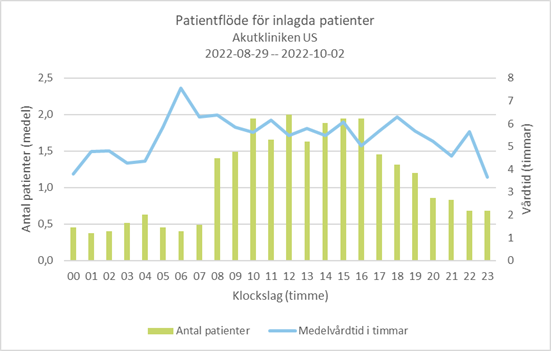 Patientflöde för inlagda patienter
Akutkliniken US
2022-08-29 -- 2022-10-02
Antal patienter (medel)
2,5
2,0
1,5
1,0
0,5
0,0
8
7
6
5
4
3
2
1
0
Vårdtid (timmar)
00 01 02 03 04 05 06 07 08 09 10 11 12 13 14 15 16 17 18 19 20 21 22 23
Klockslag (timme)
Antal patienter Medelvårdtid i timmar